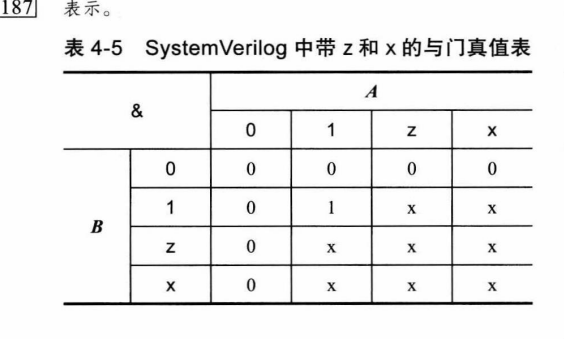 187 表示。
表 4-5 SystemVerilog 中带 z 和 x 的与门真值表
& A
0 1 z x
0 0 0 0 0
1 0 1 x x
B
z 0 x x x
x 0 x x x